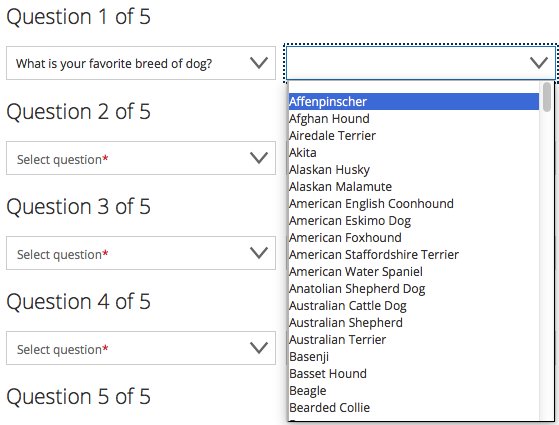 Question 1 of 5
What is your favorite breed of dog?
Affenpinscher
Afghan Hound
Airedale Terrier
Akita
Alaskan Husky
Alaskan Malamute
American English Coonhound
American Eskimo Dog
American Foxhound
American Staffordshire Terrier
American Water Spaniel
Anatolian Shepherd Dog
Australian Cattle Dog
Australian Shepherd
Australian Terrier
Basenji
Basset Hound
Beagle
Bearded Collie
Question 2 of 5
Select question*
Question 3 of 5
Select question*
Question 4 of 5
Select question*
Question 5 of 5